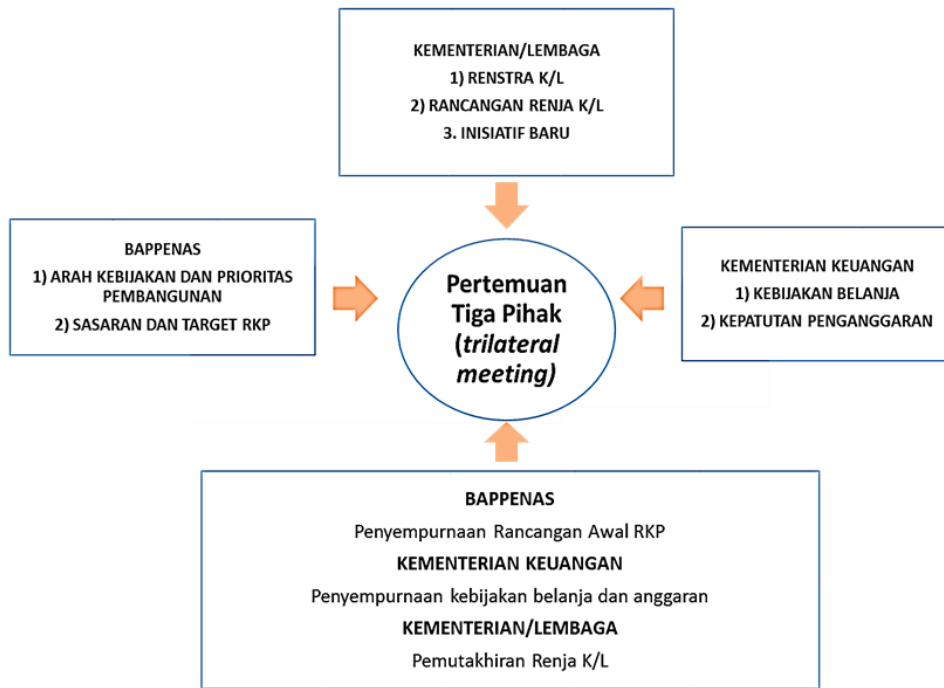 KEMENTERIAN/LEMBAGA
1) RENSTRA K/L
2) RANCANGAN RENJA K/L
3. INISIATIF BARU
BAPPENAS
1) ARAH KEBIJAKAN DAN PRIORITAS
PEMBANGUNAN
2) SASARAN DAN TARGET RKP
Pertemuan
Tiga Pihak
(trilateral
meeting)
KEMENTERIAN KEUANGAN
1) KEBIJAKAN BELANJA
2) KEPATUTAN PENGANGGARAN
BAPPENAS
Penyempurnaan Rancangan Awal RKP
KEMENTERIAN KEUANGAN
Penyempurnaan kebijakan belanja dan anggaran
KEMENTERIAN/LEMBAGA
Pemutakhiran Renja K/L